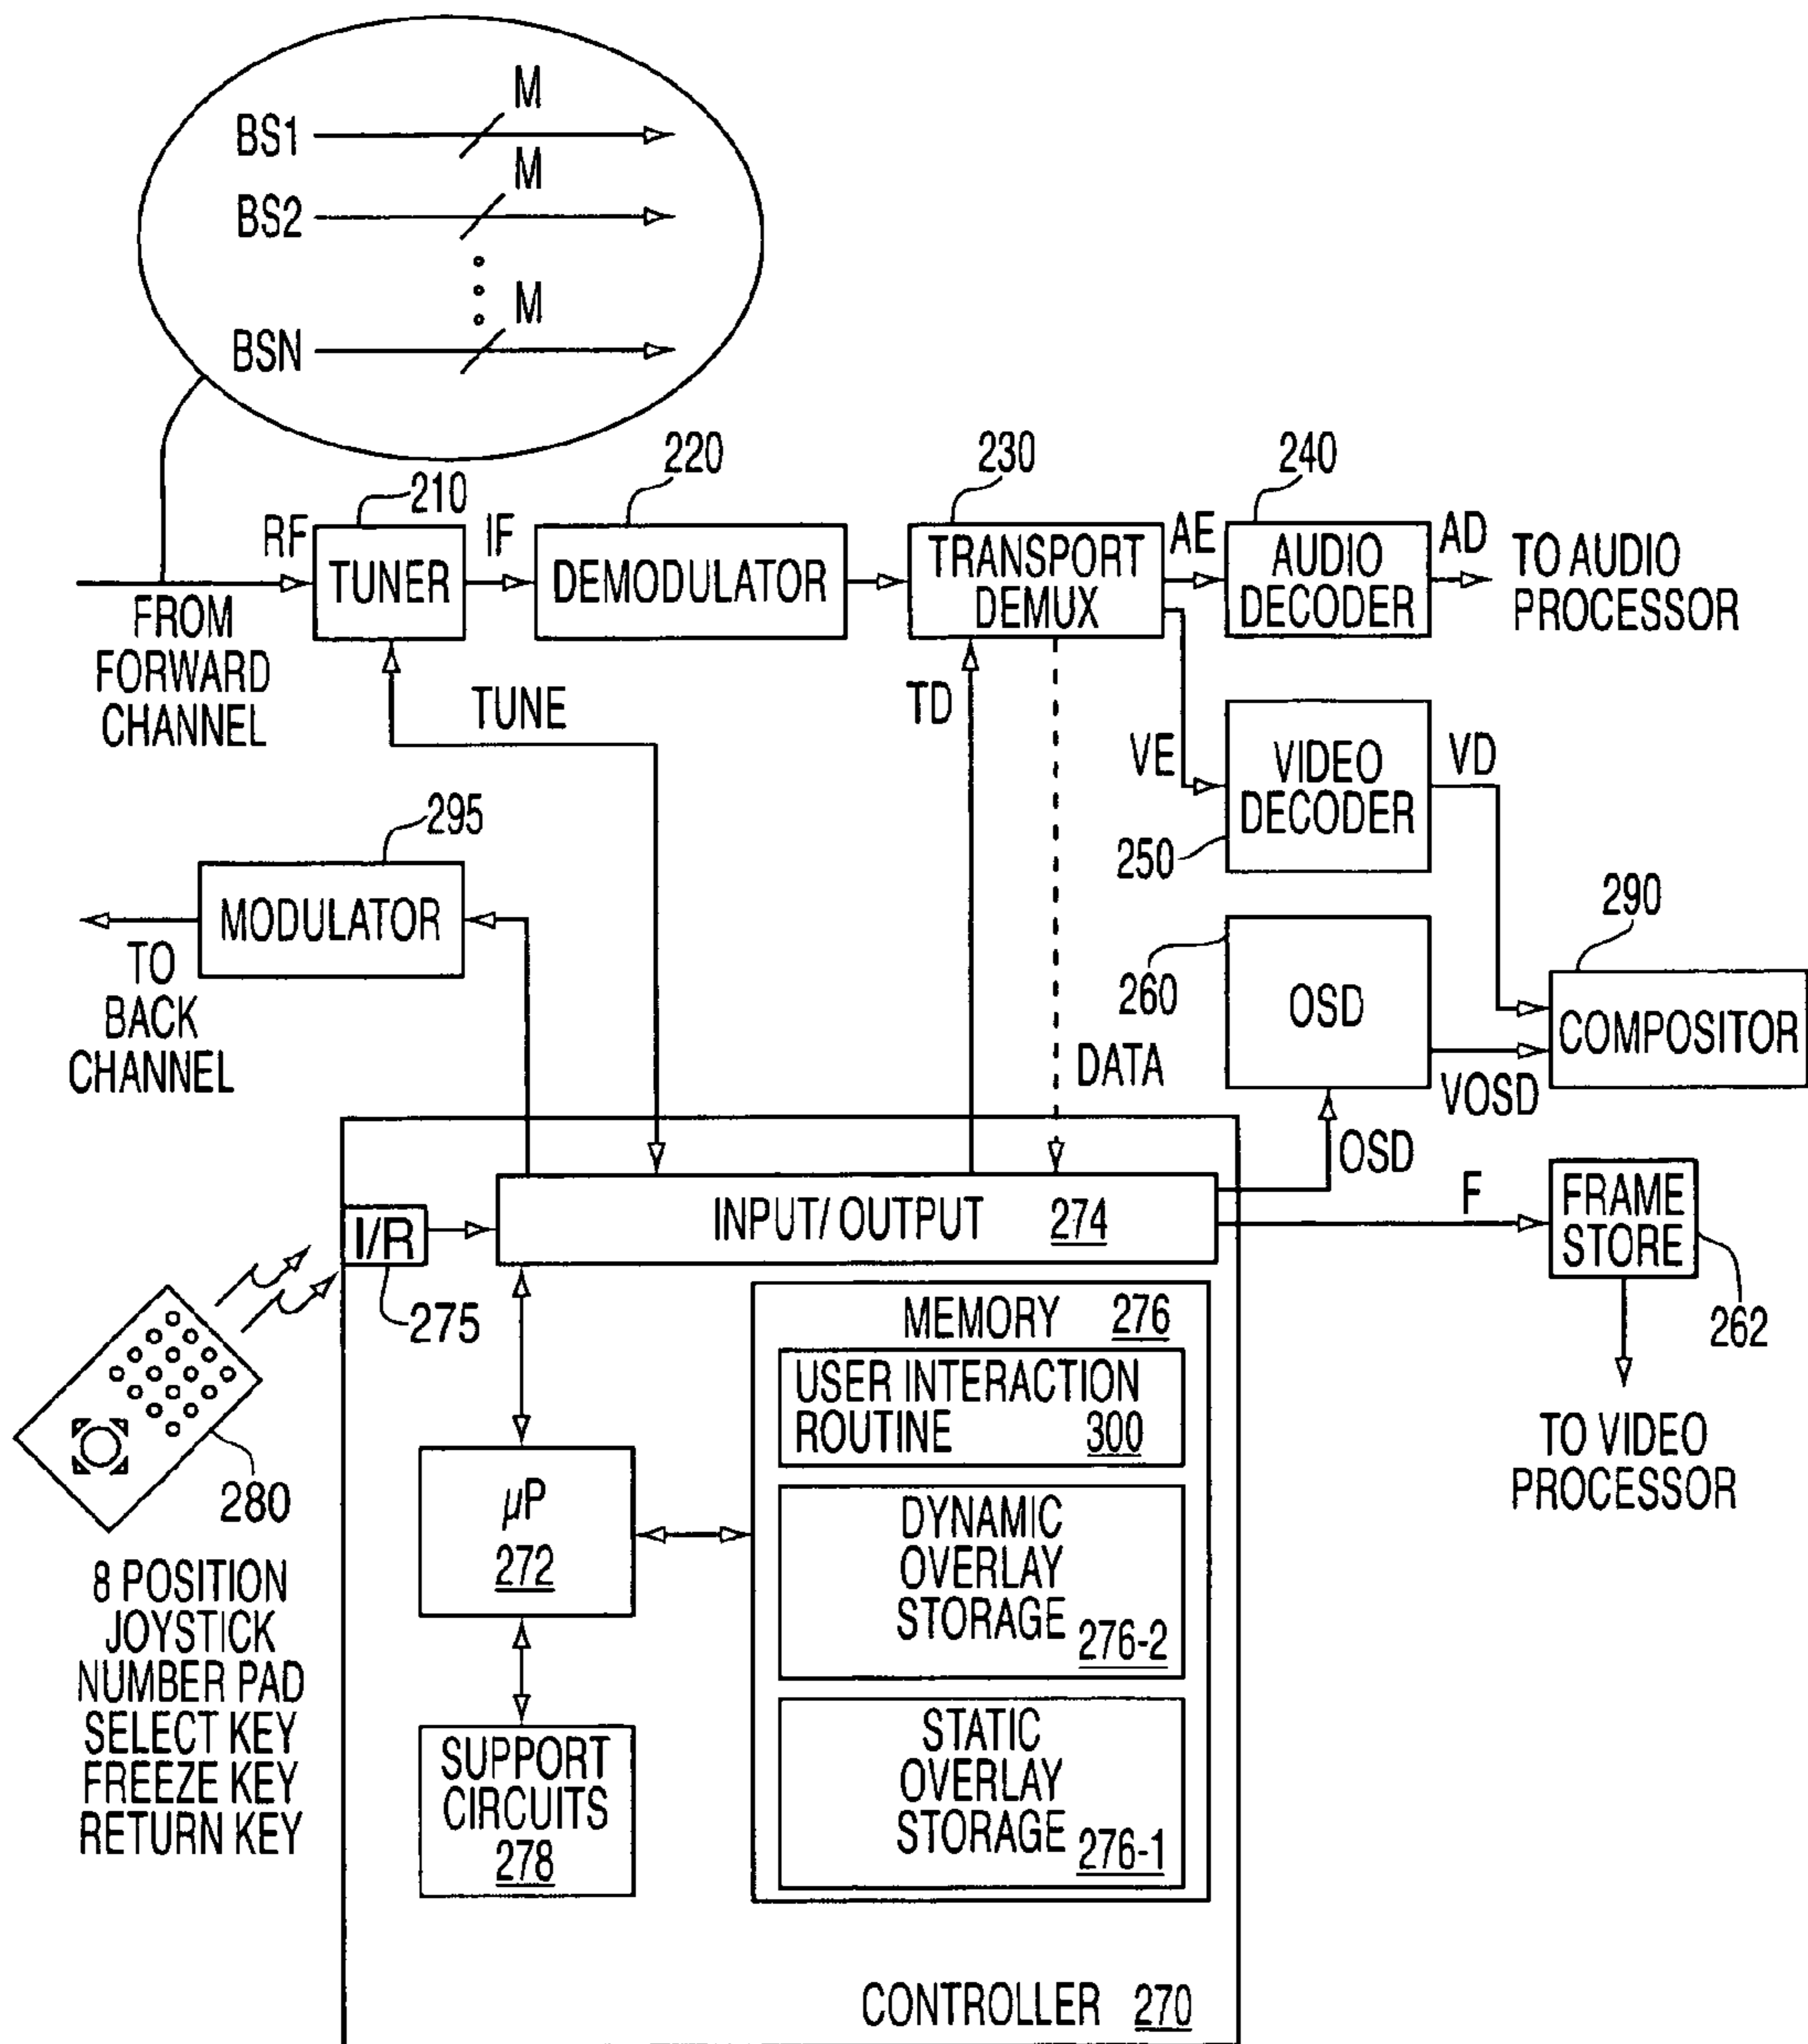 M
BS1
M
BS2
M
BSN
220
230
240
210
RF
TUNER
IF
DEMODULATOR
TRANSPORT
DEMUX
AE
AUDIO
DECODER
AD
TO AUDIO
PROCESSOR
FROM
FORWARD
CHANNEL
TUNE
TD
VE
VIDEO
DECODER
VD
250
295
MODULATOR
TO
BACK
CHANNEL
260
OSD
290
COMPOSITOR
DATA
VOSD
OSD
INPUT/OUTPUT 274
F
FRAME
STORE
262
TO VIDEO
PROCESSOR
I/R
275
280
8 POSITION
JOYSTICK
NUMBER PAD
SELECT KEY
FREEZE KEY
RETURN KEY
MEMORY 276
USER INTERACTION
ROUTINE 300
DYNAMIC
OVERLAY
STORAGE
276-2
STATIC
OVERLAY
STORAGE
276-1
µP
272
SUPPORT
CIRCUITS
278
CONTROLLER 270